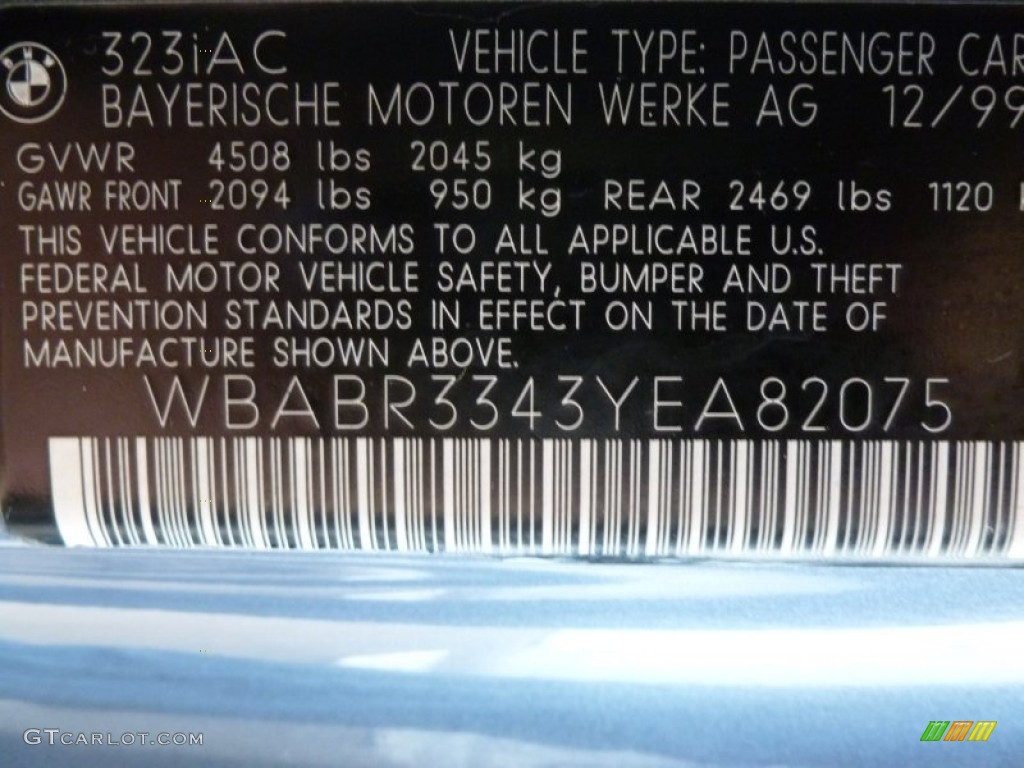 323iAC VEHICLE TYPE: PASSENGER CAR
BAYERISCHE MOTOREN WERKE AG 12/99
GVWR 4508 lbs 2045 kg
GAWR FRONT 2094 lbs 950 kg REAR 2469 lbs 1120
THIS VEHICLE CONFORMS TO ALL APPLICABLE U.S.
FEDERAL MOTOR VEHICLE SAFETY, BUMPER AND THEFT
PREVENTION STANDARDS IN EFFECT ON THE DATE OF
MANUFACTURE SHOWN ABOVE.
WBABR3343YEA82075
GTCARLOT.COM